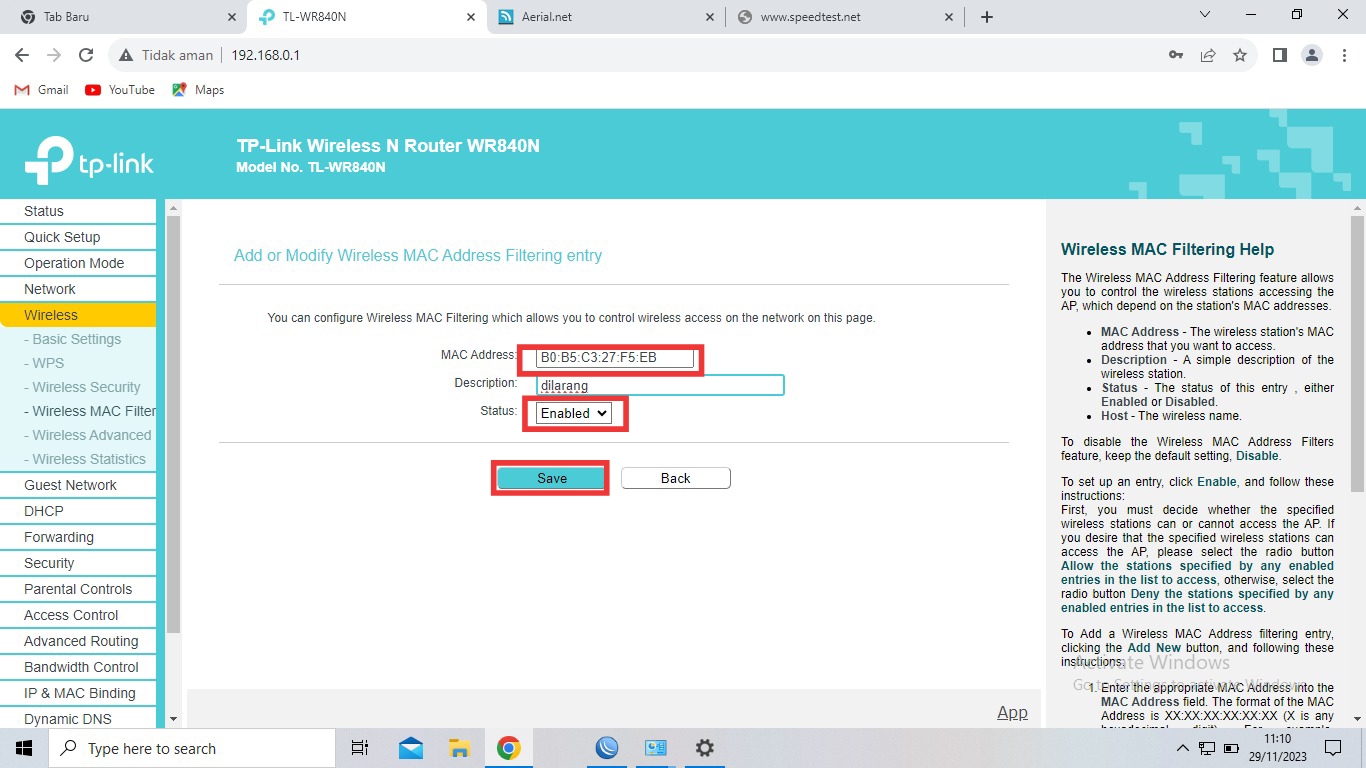 Tab Baru
TL-WR840N
Aerial.net
www.speedtest.net
Tidak aman
192.168.0.1
Gmail
YouTube
Maps
tp-link
TP-Link Wireless N Router WR840N
Model No. TL-WR840N
Status
Quick Setup
Operation Mode
Network
Wireless
- Basic Settings
- WPS
- Wireless Security
- Wireless MAC Filter
- Wireless Advanced
- Wireless Statistics
Guest Network
DHCP
Forwarding
Security
Parental Controls
Access Control
Advanced Routing
Bandwidth Control
IP & MAC Binding
Dynamic DNS
Add or Modify Wireless MAC Address Filtering entry
You can configure Wireless MAC Filtering which allows you to control wireless access on the network on this page.
MAC Address: B0:B5:C3:27:F5:EB
Description: dilarang
Status: Enabled
Save
Back
App
Wireless MAC Filtering Help
The Wireless MAC Address Filtering feature allows
you to control the wireless stations accessing the
AP, which depend on the station's MAC addresses.
• MAC Address - The wireless station's MAC
address that you want to access.
• Description - A simple description of the
wireless station.
• Status - The status of this entry , either
Enabled or Disabled.
• Host - The wireless name.
To disable the Wireless MAC Address Filters
feature, keep the default setting, Disable.
To set up an entry, click Enable, and follow these
instructions:
First, you must decide whether the specified
wireless stations can or cannot access the AP. If
you desire that the specified wireless stations can
access the AP, please select the radio button
Allow the stations specified by any enabled
entries in the list to access, otherwise, select the
radio button Deny the stations specified by any
enabled entries in the list to access.
To Add a Wireless MAC Address filtering entry,
clicking the Add New button, and following these
instructions:
Activate Windows
Go to Settings to activate Windows.
1. Enter the appropriate MAC Address into the
MAC Address field. The format of the MAC
Address is XX:XX:XX:XX:XX:XX (X is any
Type here to search
11:10
29/11/2023